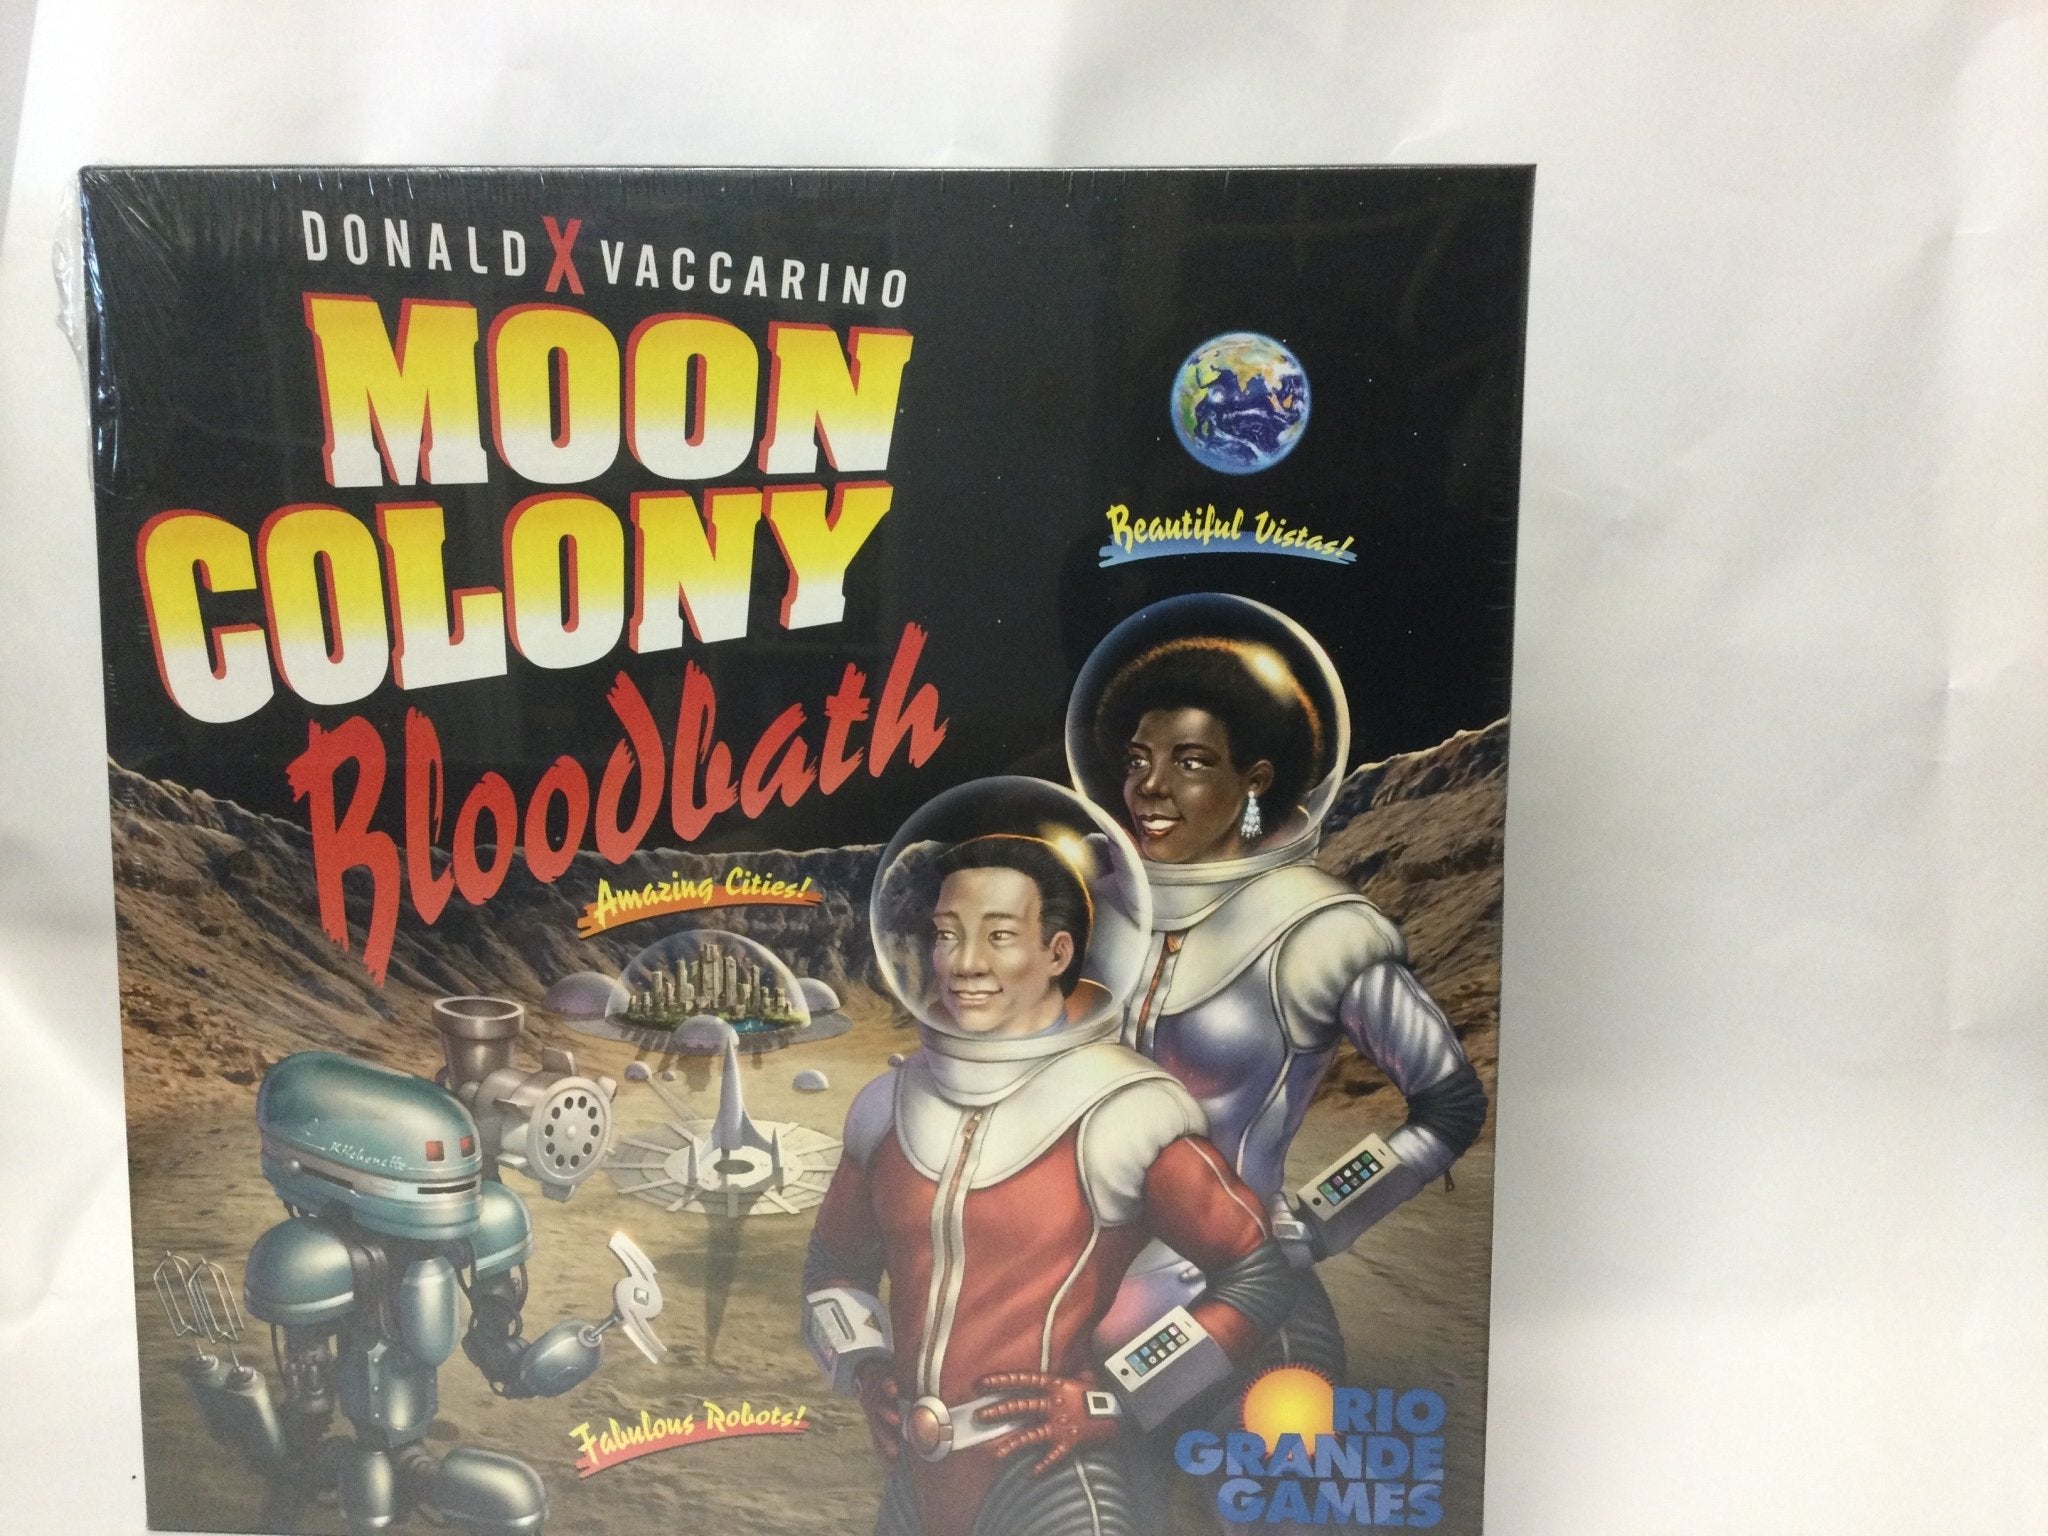 DONALD X VACCARINO
MOON
COLONY
Bloodbath
Beautiful Vistas!
Amazing Cities!
Fabulous Robots!
RIO
GRANDE
GAMES